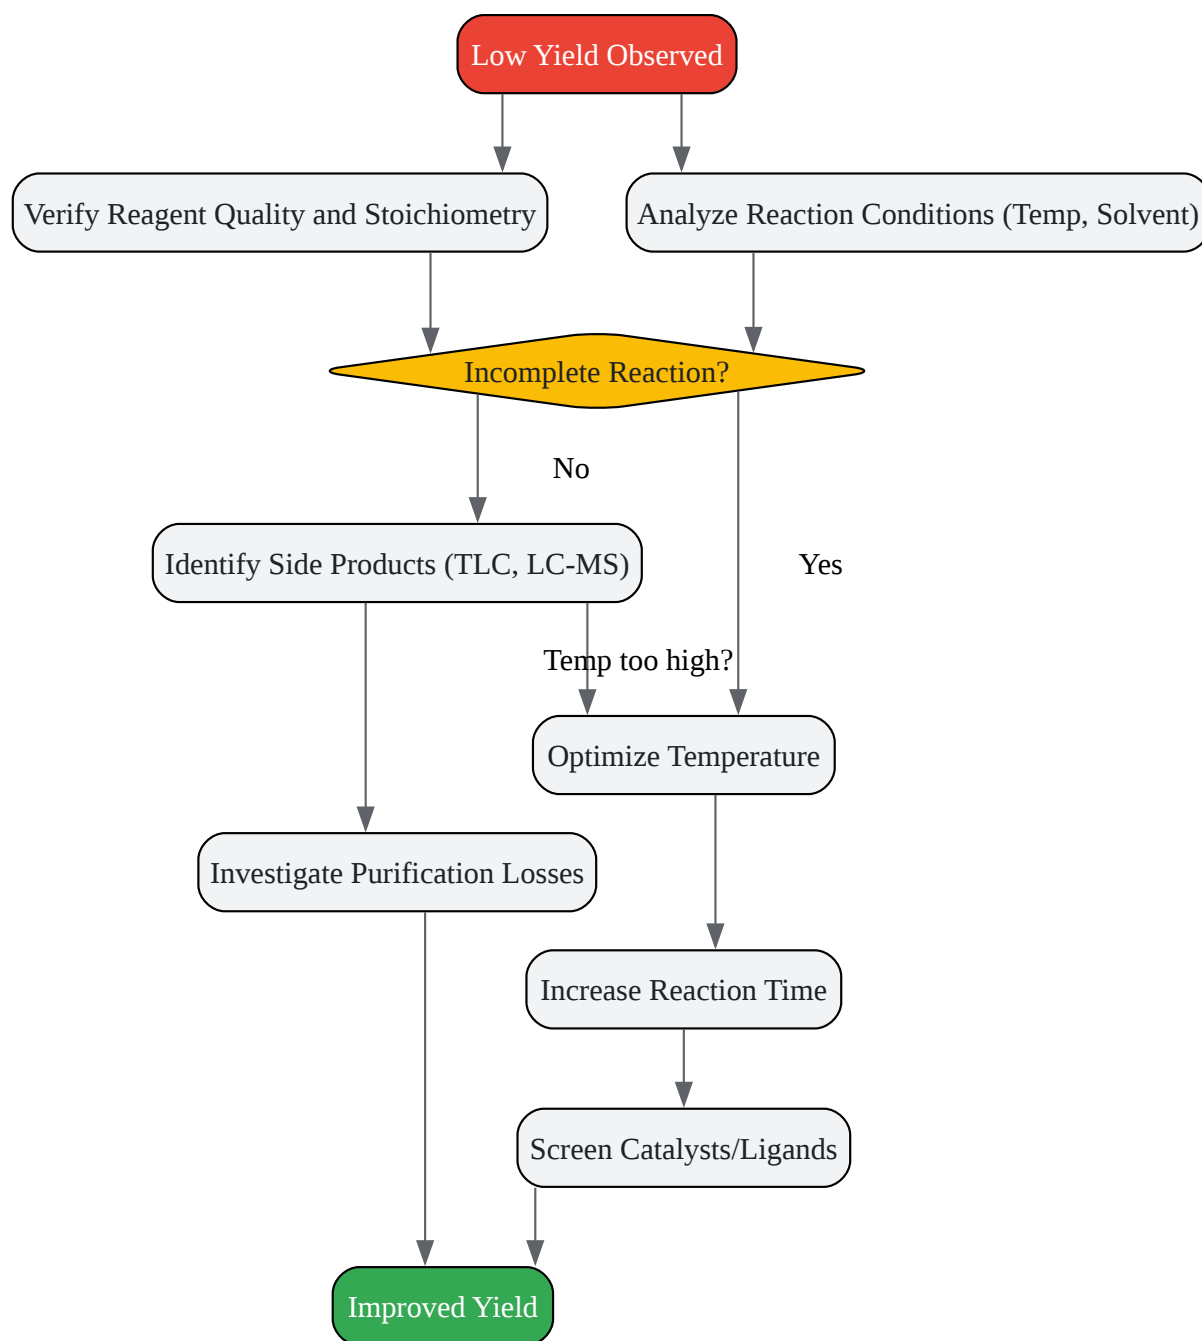 Low Yield Observed
Verify Reagent Quality and Stoichiometry
Analyze Reaction Conditions (Temp, Solvent)
Incomplete Reaction?
No
Identify Side Products (TLC, LC-MS)
Yes
Temp too high?
Optimize Temperature
Investigate Purification Losses
Increase Reaction Time
Screen Catalysts/Ligands
Improved Yield